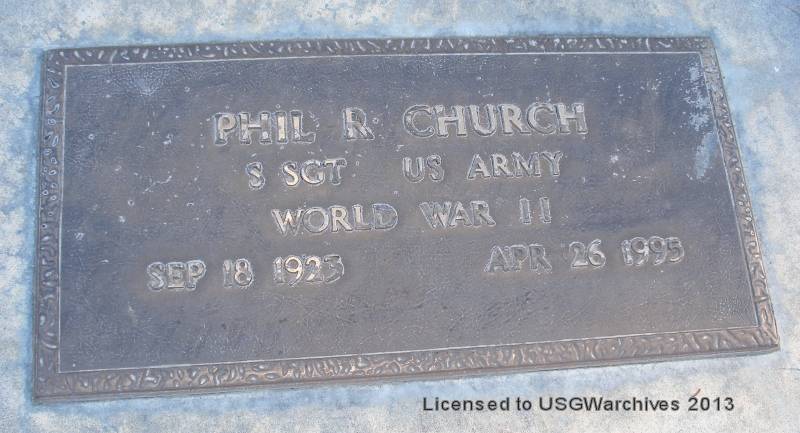 PHIL R CHURCH
S SGT US ARMY
WORLD WAR II
SEP 18 1923 APR 26 1995
Licensed to USGWarchives 2013